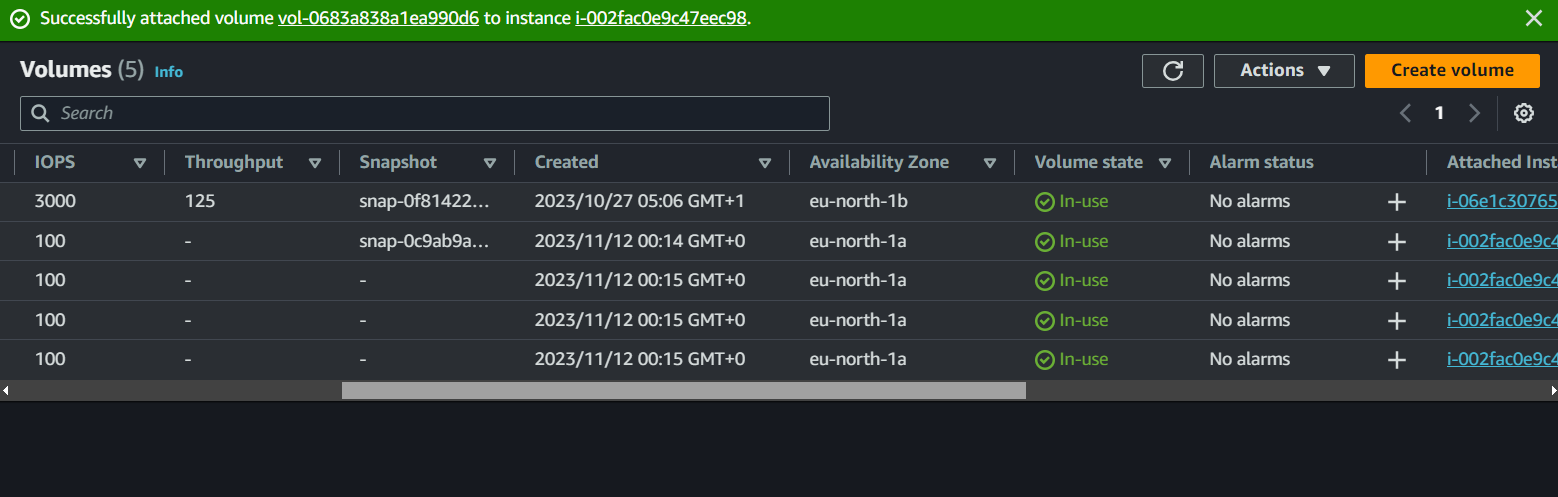 Successfully attached volume vol-0683a838a1ea990d6 to instance i-002fac0e9c47eec98.
Volumes (5) Info
Actions
Create volume
Search
1
IOPS Throughput Snapshot Created Availability Zone Volume state Alarm status Attached Inst
3000 125 snap-0f81422... 2023/10/27 05:06 GMT+1 eu-north-1b In-use No alarms + i-06e1c30765
100 - snap-0c9ab9a... 2023/11/12 00:14 GMT+0 eu-north-1a In-use No alarms + i-002fac0e9c4
100 - - 2023/11/12 00:15 GMT+0 eu-north-1a In-use No alarms + i-002fac0e9c4
100 - - 2023/11/12 00:15 GMT+0 eu-north-1a In-use No alarms + i-002fac0e9c4
100 - - 2023/11/12 00:15 GMT+0 eu-north-1a In-use No alarms + i-002fac0e9c4